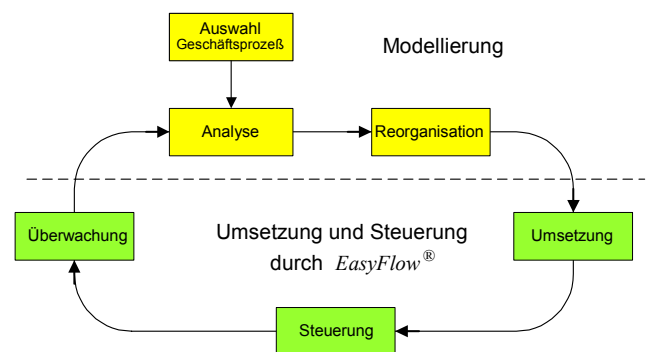 Auswahl
Geschäftsprozeß
Modellierung
Analyse
Reorganisation
Überwachung
Umsetzung und Steuerung
durch EasyFlow®
Umsetzung
Steuerung